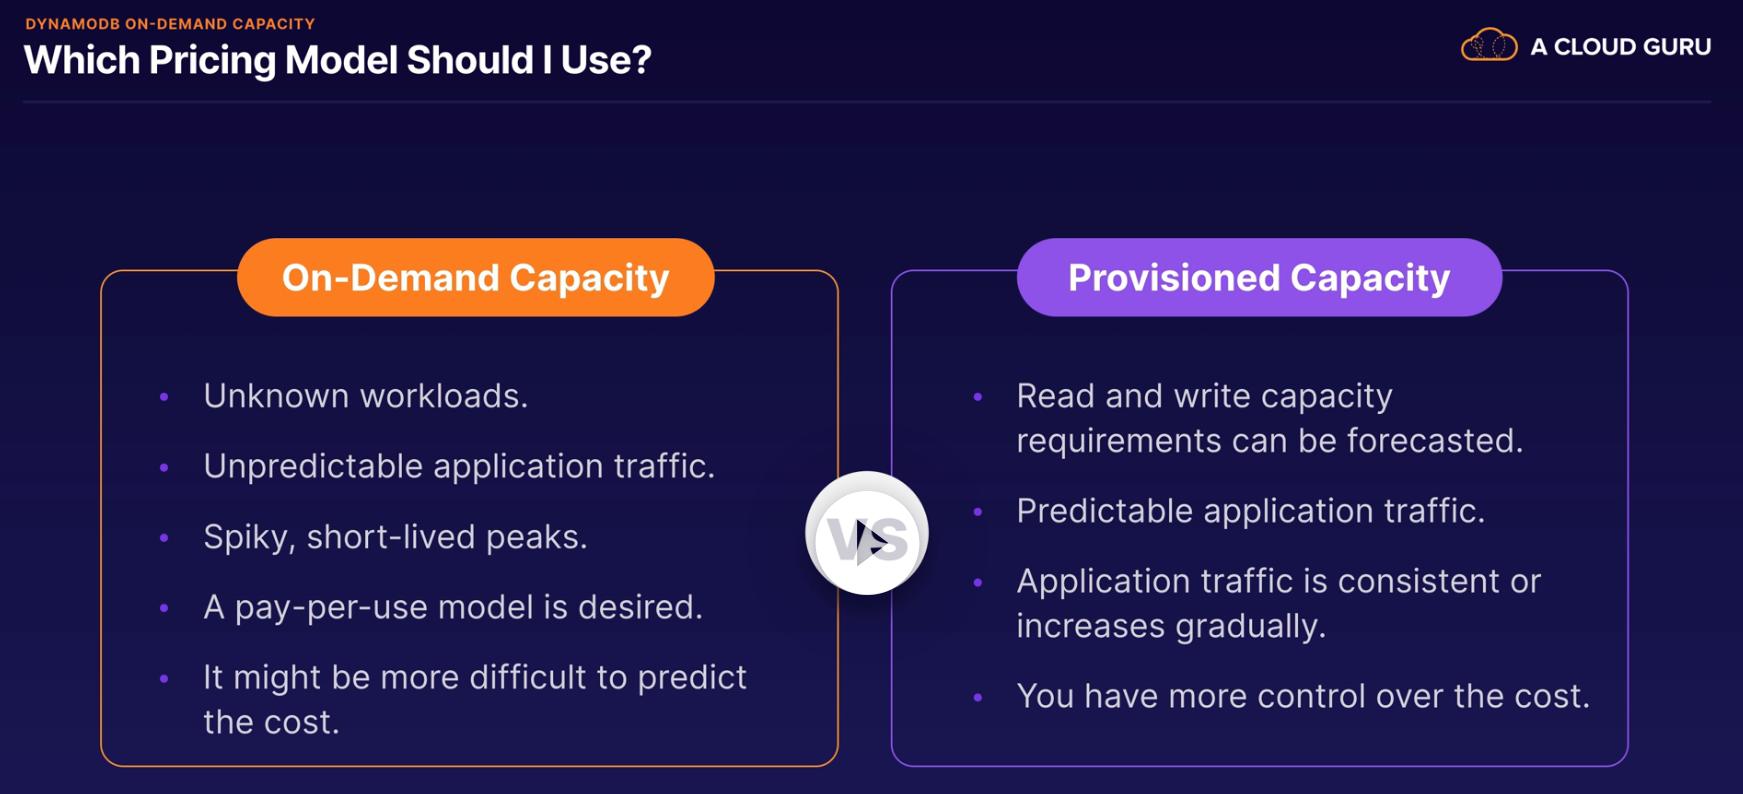 DYNAMODB ON-DEMAND CAPACITY
Which Pricing Model Should I Use?
A CLOUD GURU
On-Demand Capacity
• Unknown workloads.
• Unpredictable application traffic.
• Spiky, short-lived peaks.
• A pay-per-use model is desired.
• It might be more difficult to predict
the cost.
VS
Provisioned Capacity
• Read and write capacity
requirements can be forecasted.
• Predictable application traffic.
• Application traffic is consistent or
increases gradually.
• You have more control over the cost.